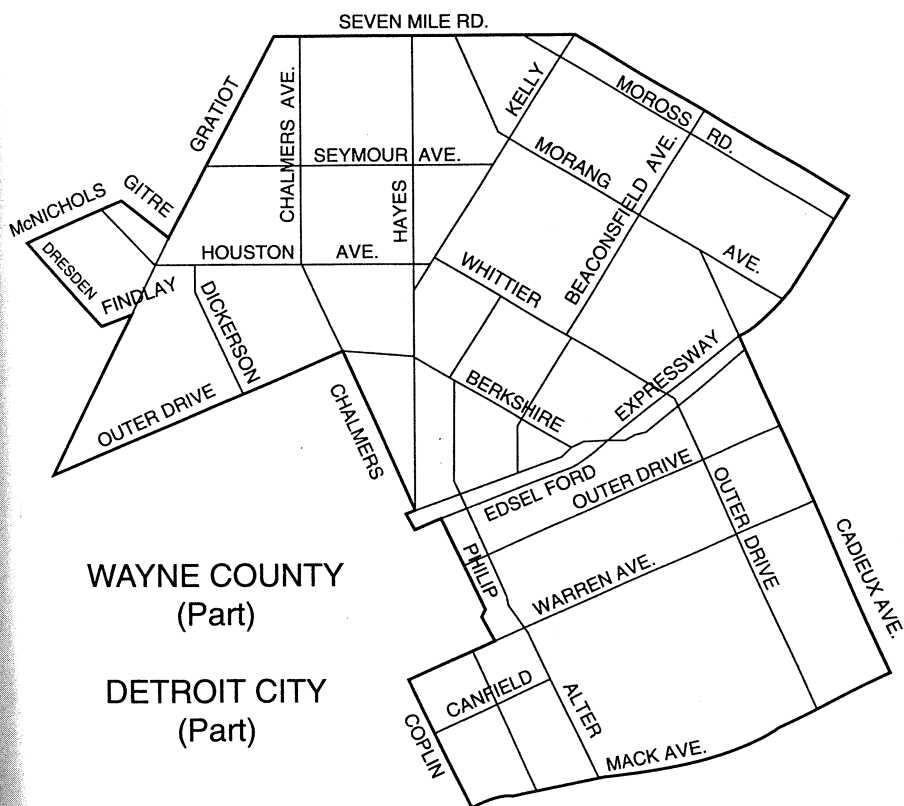 SEVEN MILE RD.
GRATIOT
CHALMERS AVE.
KELLY
MOROSS
RD.
SEYMOUR AVE.
MORANG
AVE.
BEACONSFIELD AVE.
HAYES
McNICHOLS
GITRE
DRESDEN
FINDLAY
HOUSTON AVE.
WHITTIER
DICKERSON
OUTER DRIVE
CHALMERS
BERKSHIRE
EXPRESSWAY
EDSEL FORD
OUTER DRIVE
OUTER DRIVE
CADIEUX AVE.
PHILIP
WARREN AVE.
WAYNE COUNTY
(Part)
DETROIT CITY
(Part)
CANFIELD
ALTER
COPLIN
MACK AVE.